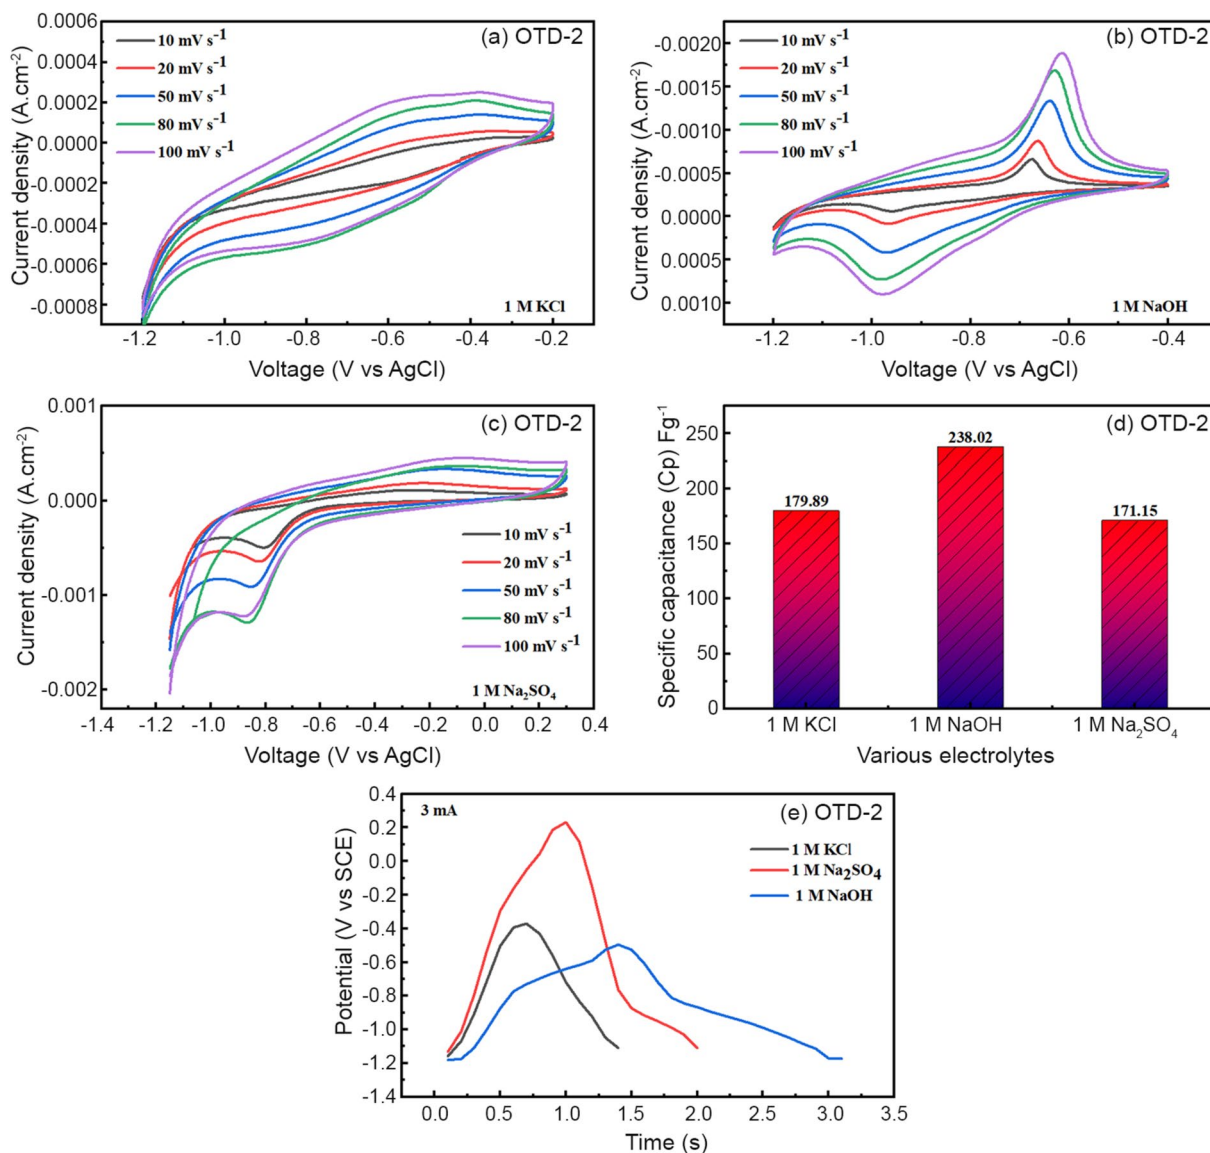 (a) OTD-2
0.0006
0.0004
0.0002
0.0000
-0.0002
-0.0004
-0.0006
-0.0008
Current density (A.cm⁻²)
10 mV s⁻¹
20 mV s⁻¹
50 mV s⁻¹
80 mV s⁻¹
100 mV s⁻¹
1 M KCl
-1.2 -1.0 -0.8 -0.6 -0.4 -0.2
Voltage (V vs AgCl)
(b) OTD-2
-0.0020
-0.0015
-0.0010
-0.0005
0.0000
0.0005
0.0010
Current density (A.cm⁻²)
10 mV s⁻¹
20 mV s⁻¹
50 mV s⁻¹
80 mV s⁻¹
100 mV s⁻¹
1 M NaOH
-1.2 -1.0 -0.8 -0.6 -0.4
Voltage (V vs AgCl)
(c) OTD-2
0.001
0.000
-0.001
-0.002
Current density (A.cm⁻²)
10 mV s⁻¹
20 mV s⁻¹
50 mV s⁻¹
80 mV s⁻¹
100 mV s⁻¹
1 M Na₂SO₄
-1.4 -1.2 -1.0 -0.8 -0.6 -0.4 -0.2 0.0 0.2 0.4
Voltage (V vs AgCl)
(d) OTD-2
250
200
150
100
50
0
Specific capacitance (Cp) Fg⁻¹
179.89
238.02
171.15
1 M KCl 1 M NaOH 1 M Na₂SO₄
Various electrolytes
(e) OTD-2
3 mA
0.4
0.2
0.0
-0.2
-0.4
-0.6
-0.8
-1.0
-1.2
-1.4
Potential (V vs SCE)
1 M KCl
1 M Na₂SO₄
1 M NaOH
0.0 0.5 1.0 1.5 2.0 2.5 3.0 3.5
Time (s)